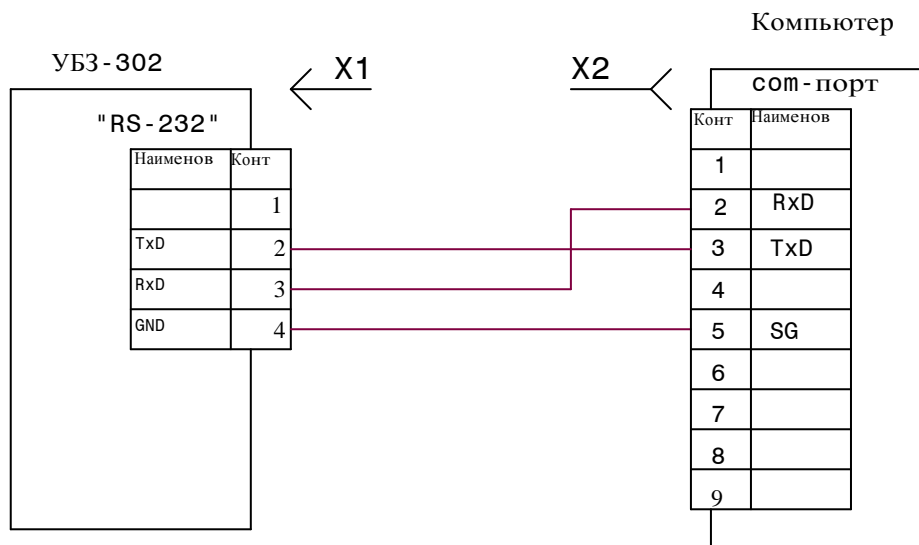 Компьютер
УБЗ-302
X1
X2
com-порт
"RS-232"
Конт Наименов
Наименов Конт
1
1
2 RxD
TxD 2
3 TxD
RxD 3
4
GND 4
5 SG
6
7
8
9